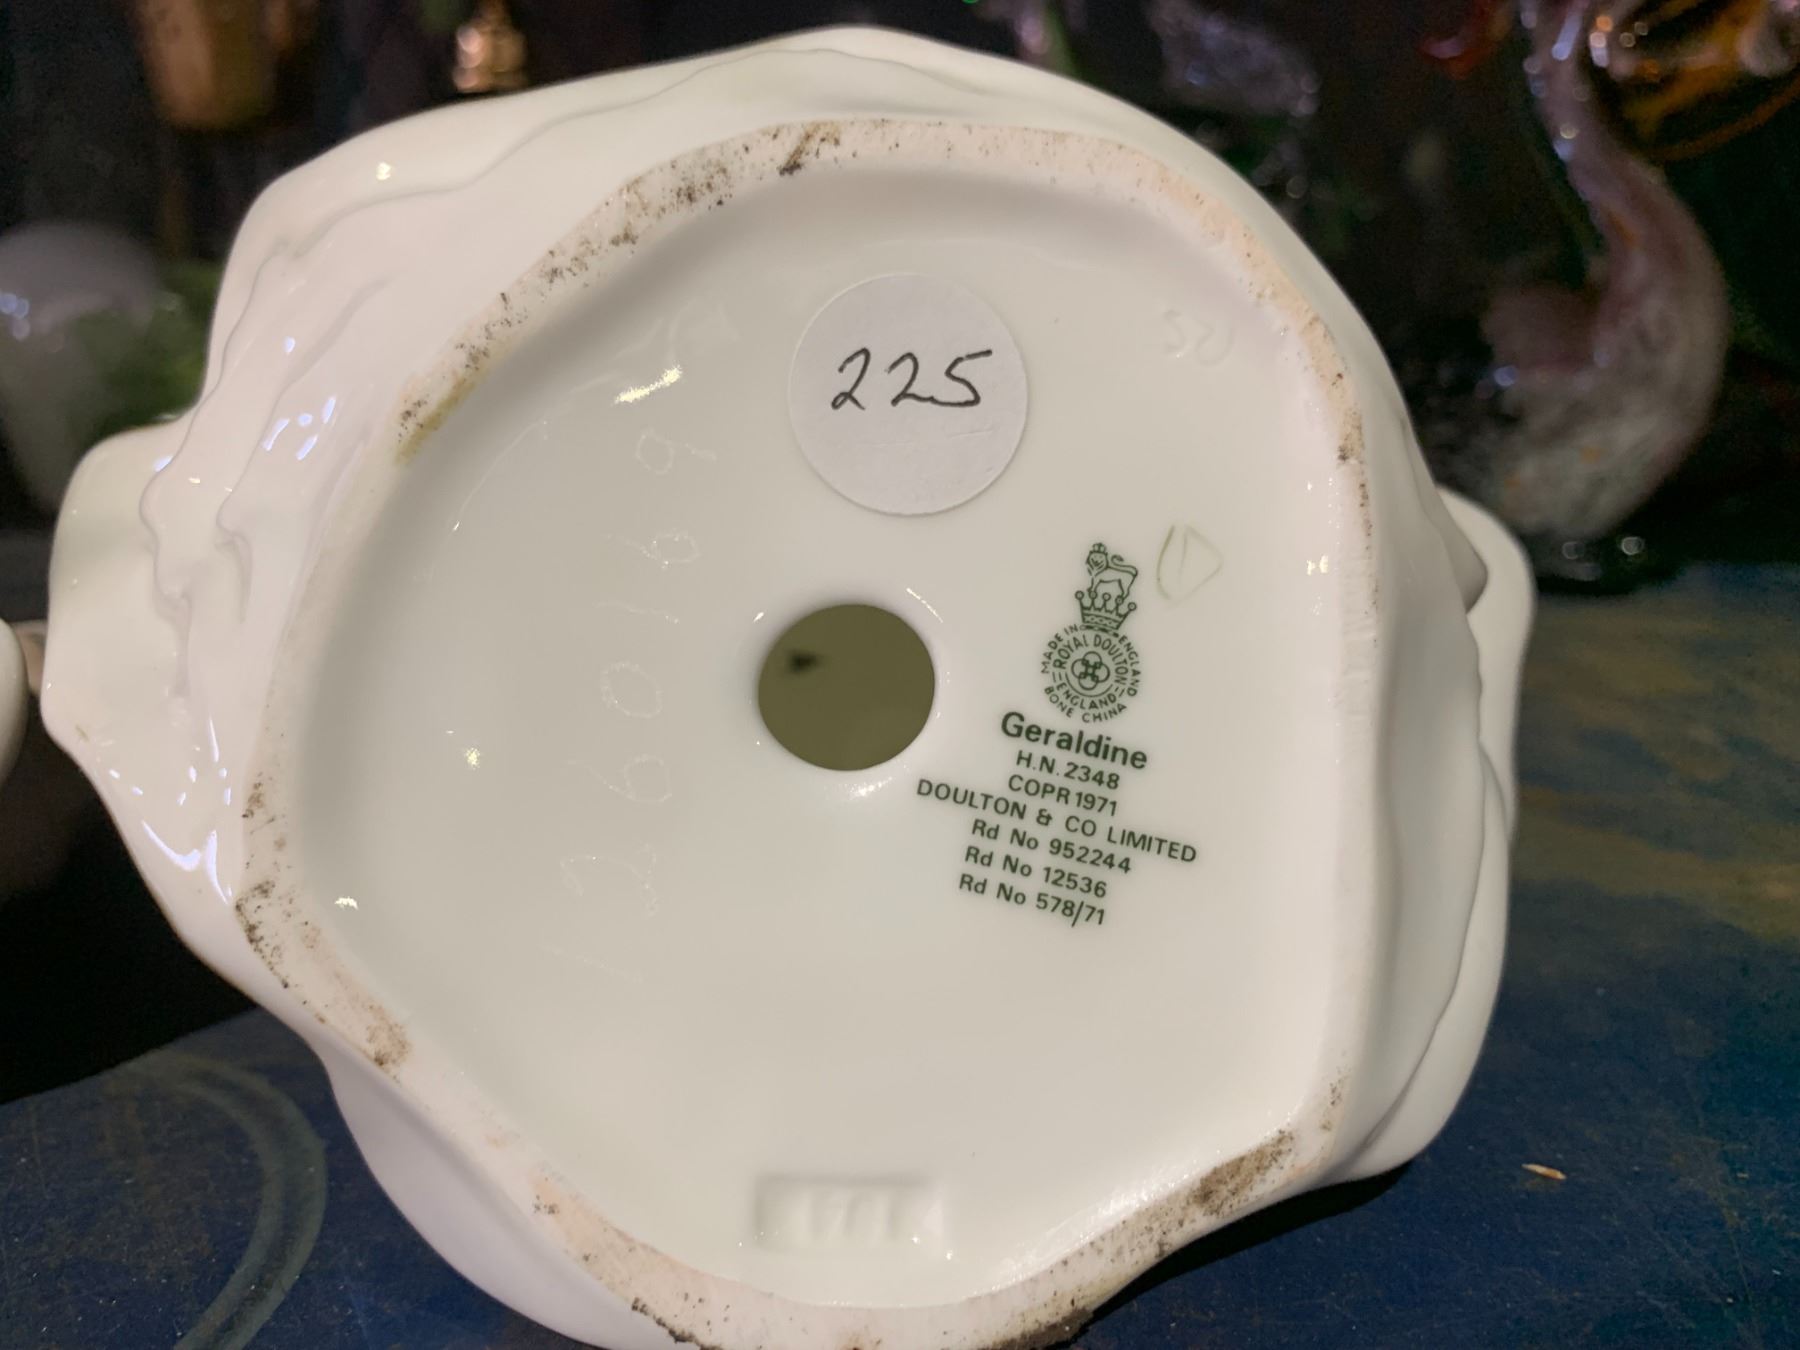 225
MADE IN ENGLAND
ROYAL DOULTON
ENGLAND
BONE CHINA
Geraldine
H.N. 2348
COPR 1971
DOULTON & CO LIMITED
Rd No 952244
Rd No 12536
Rd No 578/71